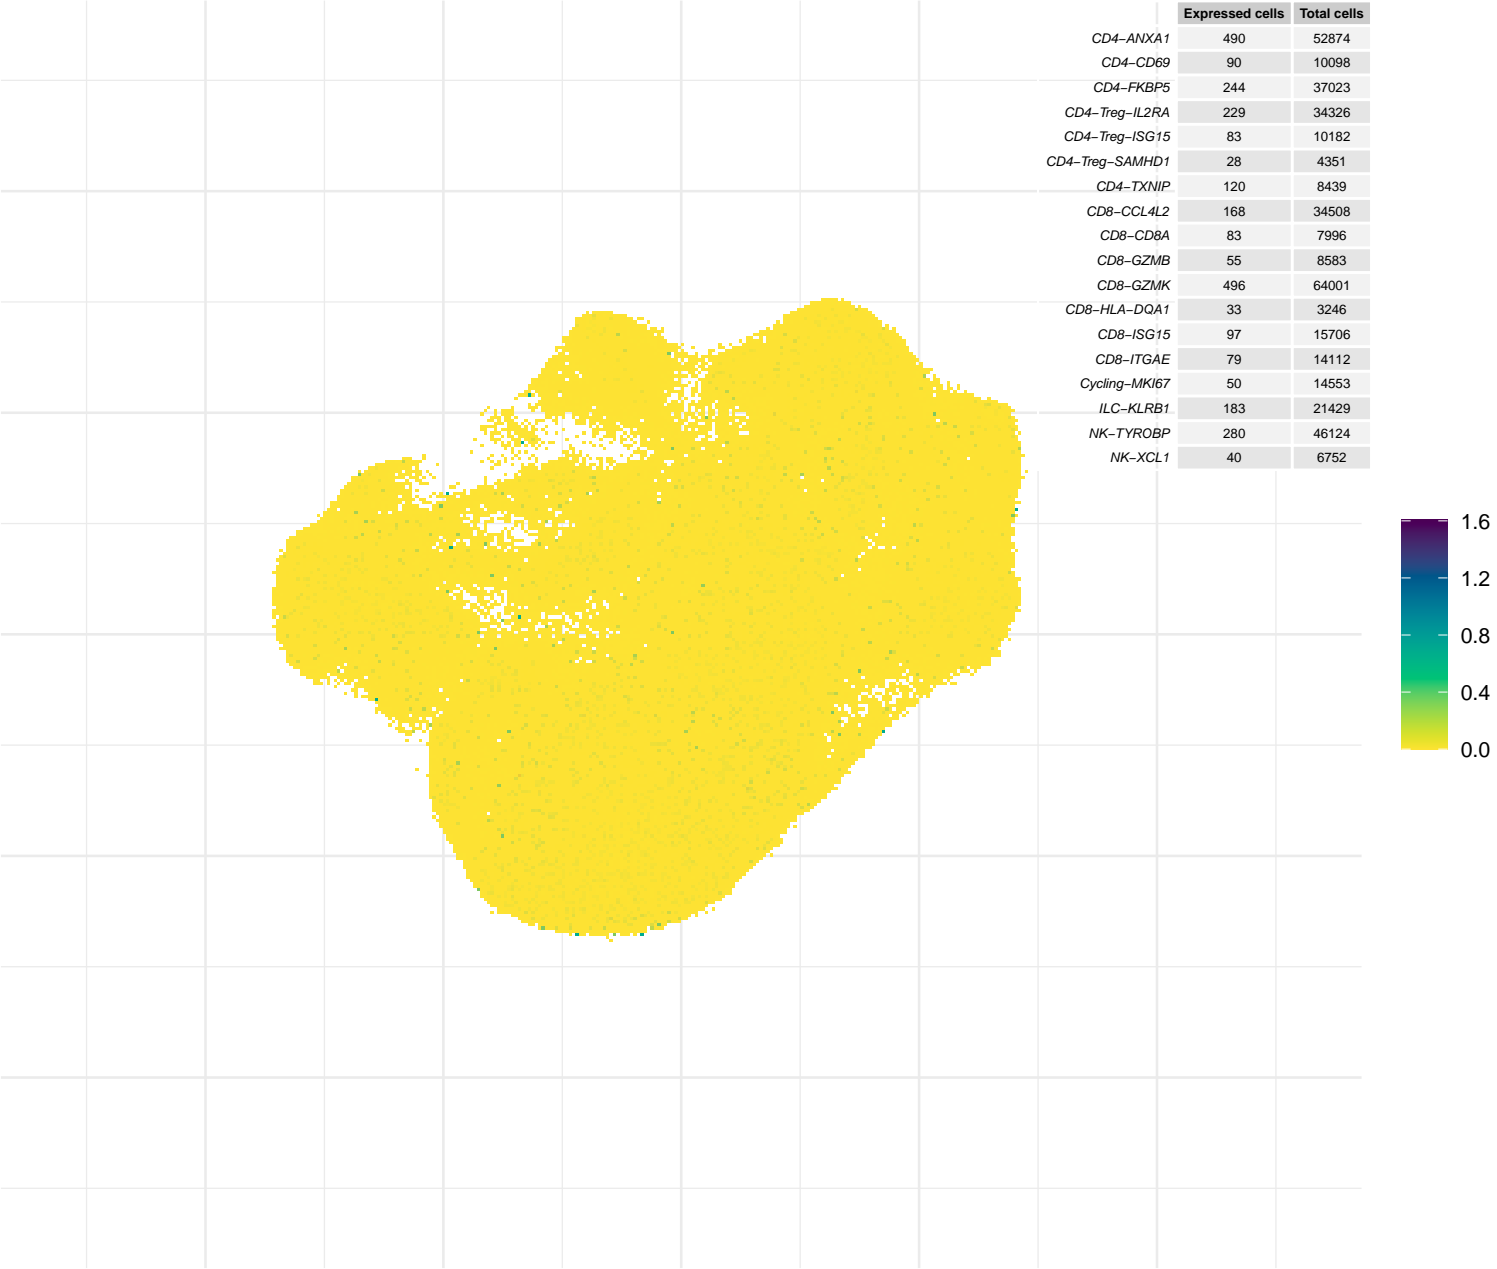 Expressed cells Total cells
CD4−ANXA1 490 52874
CD4−CD69 90 10098
CD4−FKBP5 244 37023
CD4−Treg−IL2RA 229 34326
CD4−Treg−ISG15 83 10182
CD4−Treg−SAMHD1 28 4351
CD4−TXNIP 120 8439
CD8−CCL4L2 168 34508
CD8−CD8A 83 7996
CD8−GZMB 55 8583
CD8−GZMK 496 64001
CD8−HLA−DQA1 33 3246
CD8−ISG15 97 15706
CD8−ITGAE 79 14112
Cycling−MKI67 50 14553
ILC−KLRB1 183 21429
NK−TYROBP 280 46124
NK−XCL1 40 6752
1.6
1.2
0.8
0.4
0.0